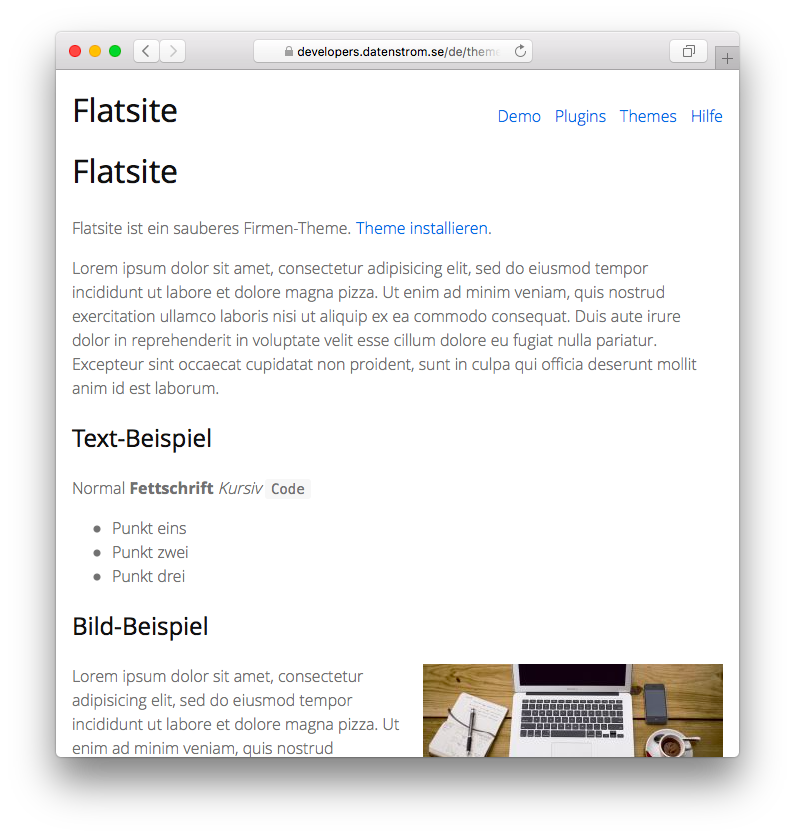 developers.datenstrom.se/de/them
Flatsite
Demo Plugins Themes Hilfe
Flatsite
Flatsite ist ein sauberes Firmen-Theme. Theme installieren.
Lorem ipsum dolor sit amet, consectetur adipisicing elit, sed do eiusmod tempor
incididunt ut labore et dolore magna pizza. Ut enim ad minim veniam, quis nostrud
exercitation ullamco laboris nisi ut aliquip ex ea commodo consequat. Duis aute irure
dolor in reprehenderit in voluptate velit esse cillum dolore eu fugiat nulla pariatur.
Excepteur sint occaecat cupidatat non proident, sunt in culpa qui officia deserunt mollit
anim id est laborum.
Text-Beispiel
Normal Fettschrift Kursiv Code
• Punkt eins
• Punkt zwei
• Punkt drei
Bild-Beispiel
Lorem ipsum dolor sit amet, consectetur
adipisicing elit, sed do eiusmod tempor
incididunt ut labore et dolore magna pizza. Ut
enim ad minim veniam, quis nostrud